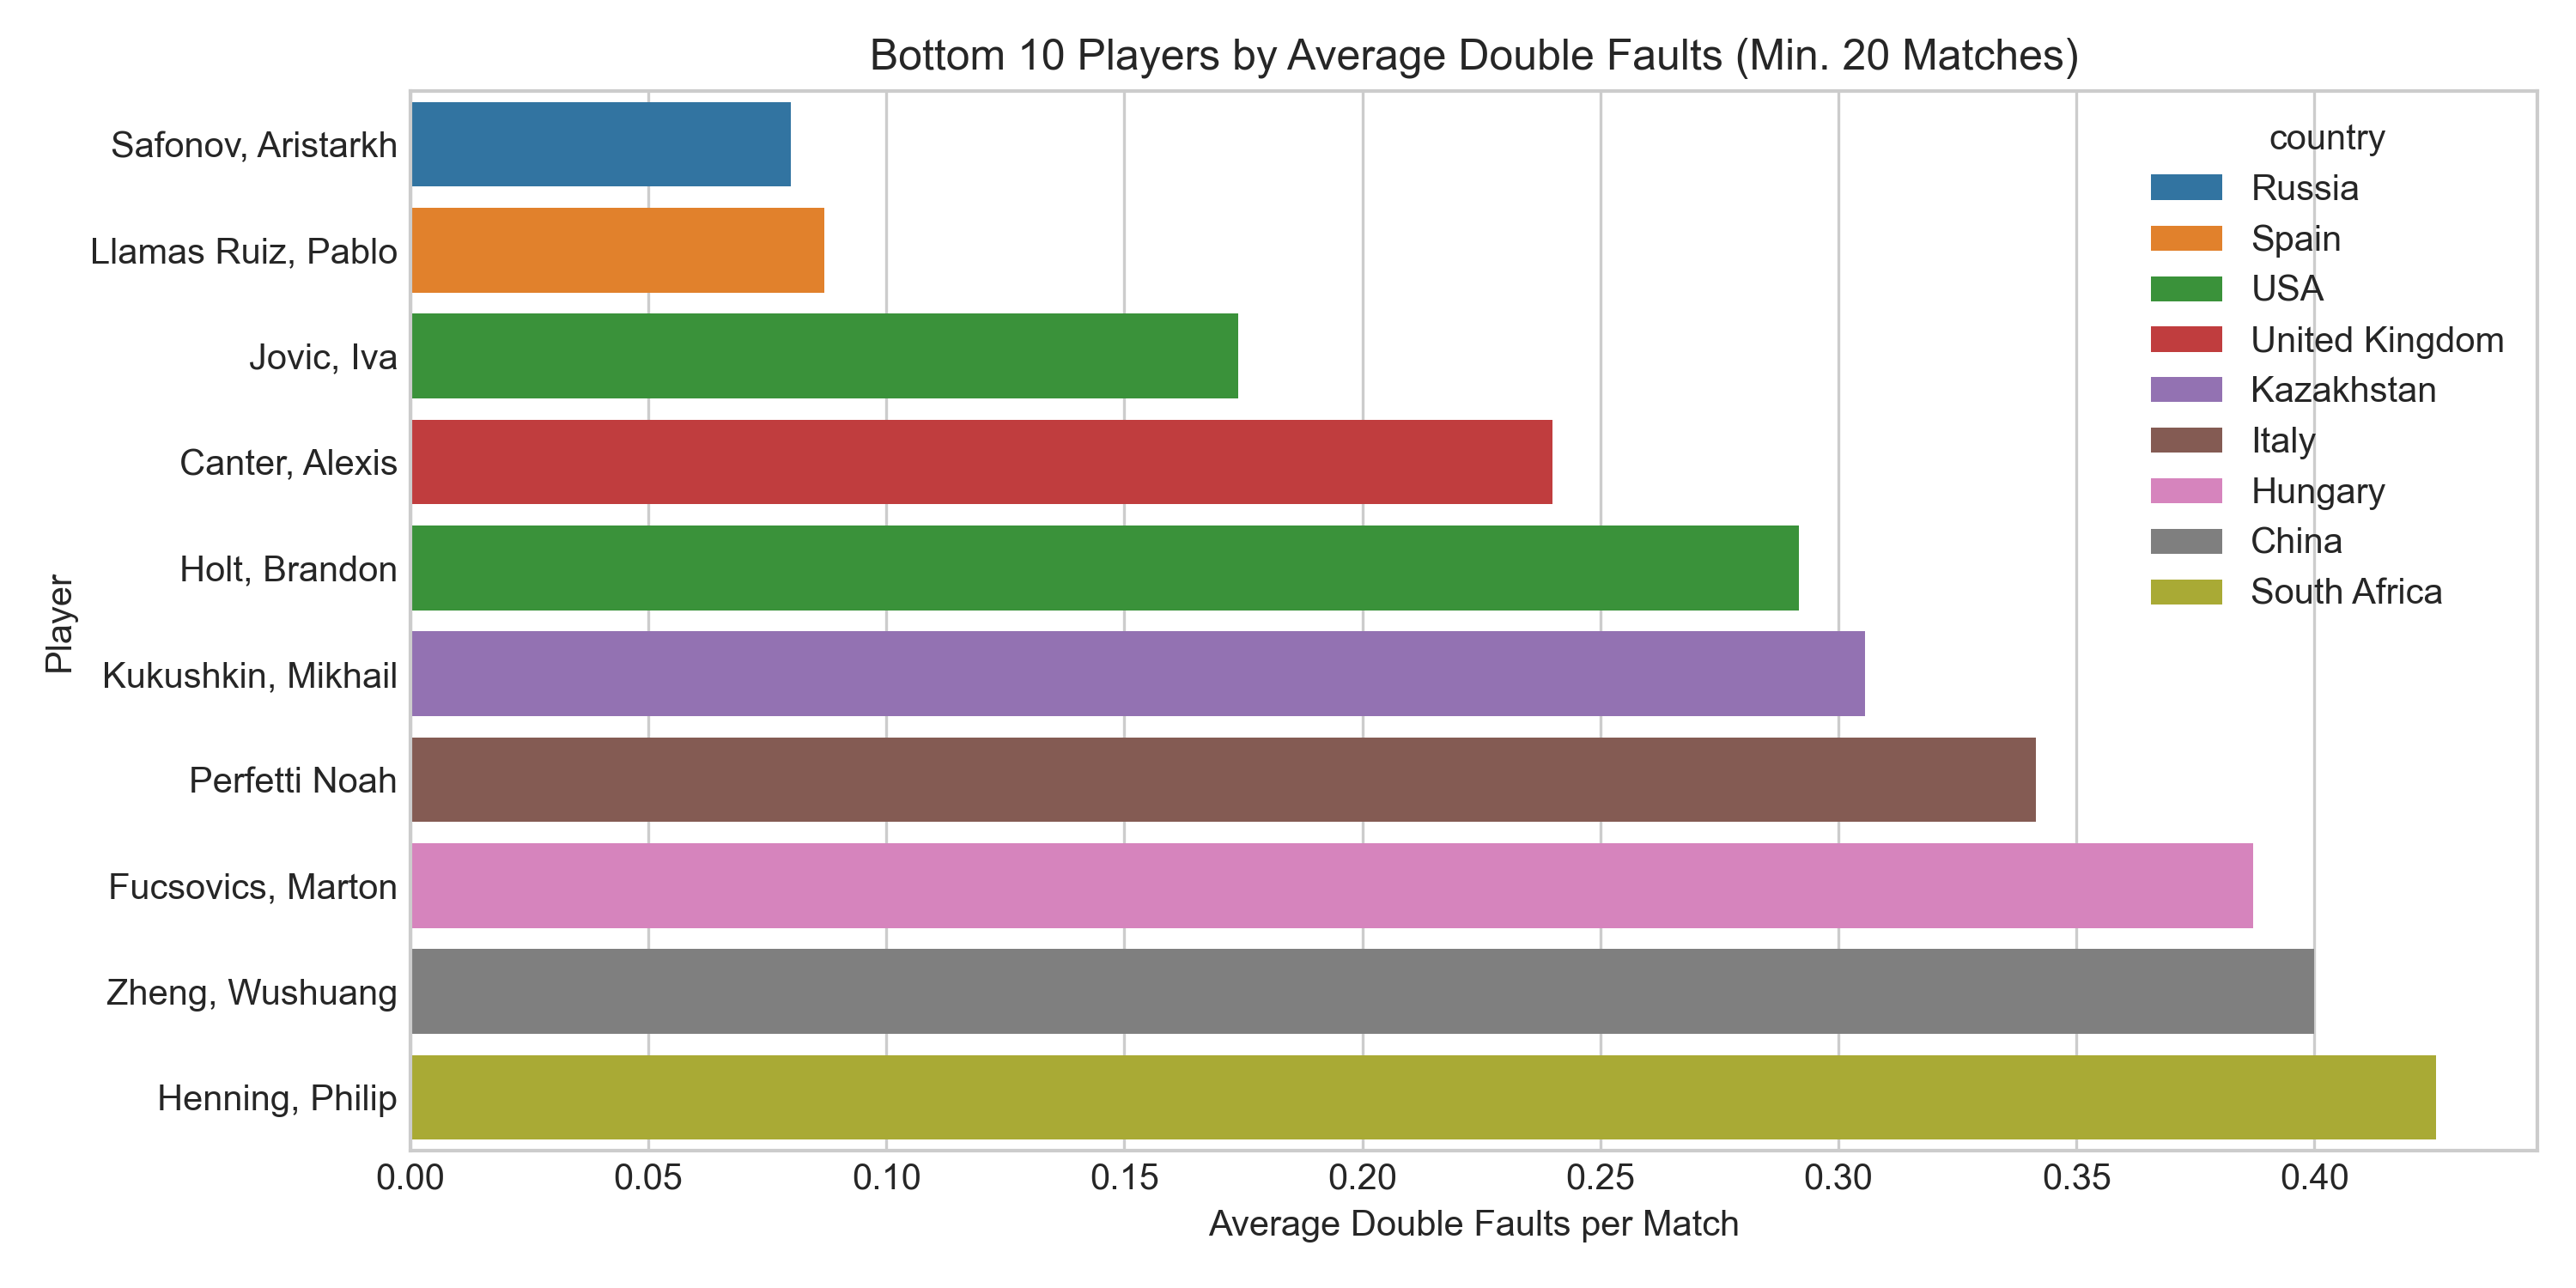 Bottom 10 Players by Average Double Faults (Min. 20 Matches)
Player
Safonov, Aristarkh
Llamas Ruiz, Pablo
Jovic, Iva
Canter, Alexis
Holt, Brandon
Kukushkin, Mikhail
Perfetti Noah
Fucsovics, Marton
Zheng, Wushuang
Henning, Philip
country
Russia
Spain
USA
United Kingdom
Kazakhstan
Italy
Hungary
China
South Africa
0.00 0.05 0.10 0.15 0.20 0.25 0.30 0.35 0.40
Average Double Faults per Match